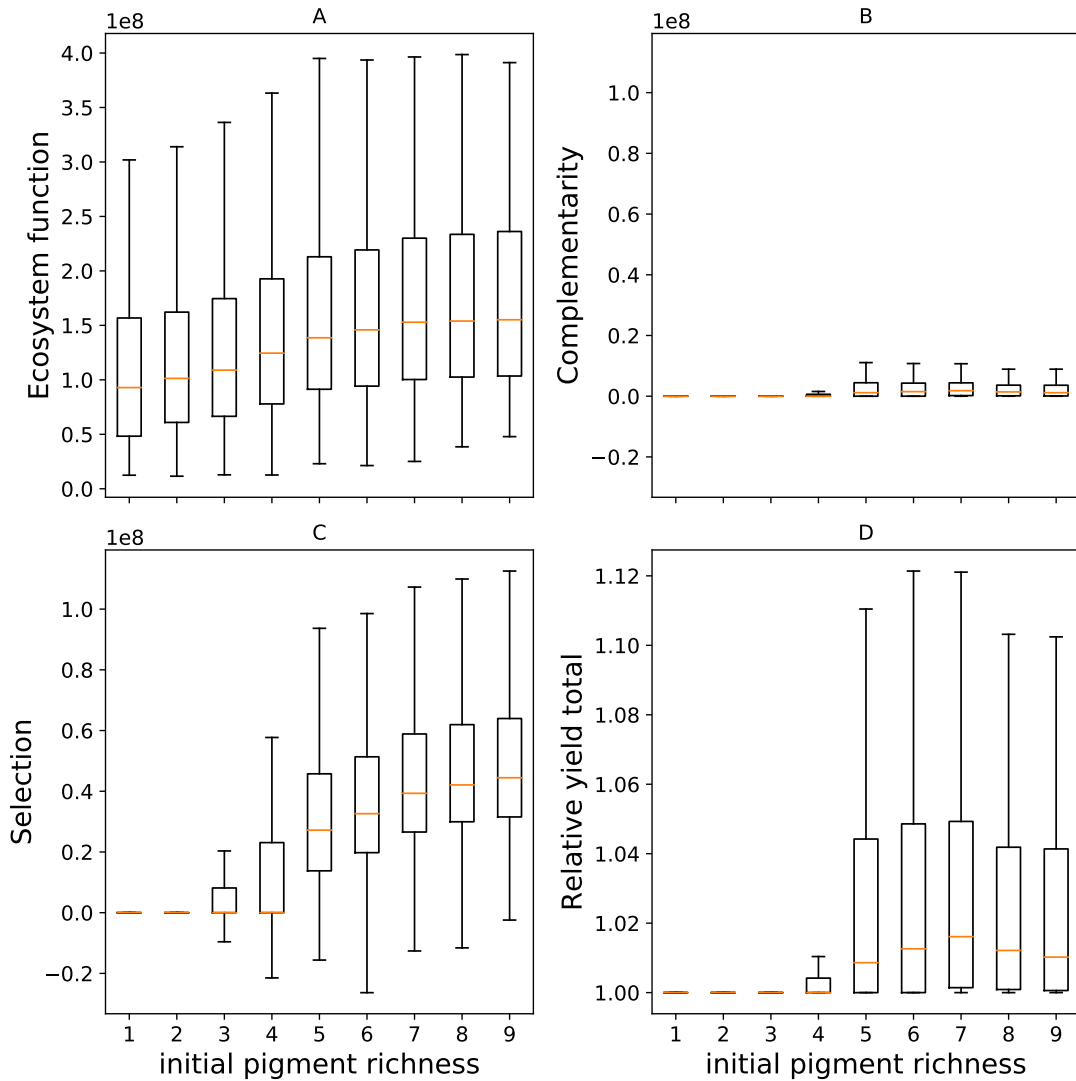 A
1e8
Ecosystem function
4.0
3.5
3.0
2.5
2.0
1.5
1.0
0.5
0.0
B
1e8
Complementarity
1.0
0.8
0.6
0.4
0.2
0.0
−0.2
C
1e8
Selection
1.0
0.8
0.6
0.4
0.2
0.0
−0.2
1 2 3 4 5 6 7 8 9
initial pigment richness
D
Relative yield total
1.12
1.10
1.08
1.06
1.04
1.02
1.00
1 2 3 4 5 6 7 8 9
initial pigment richness